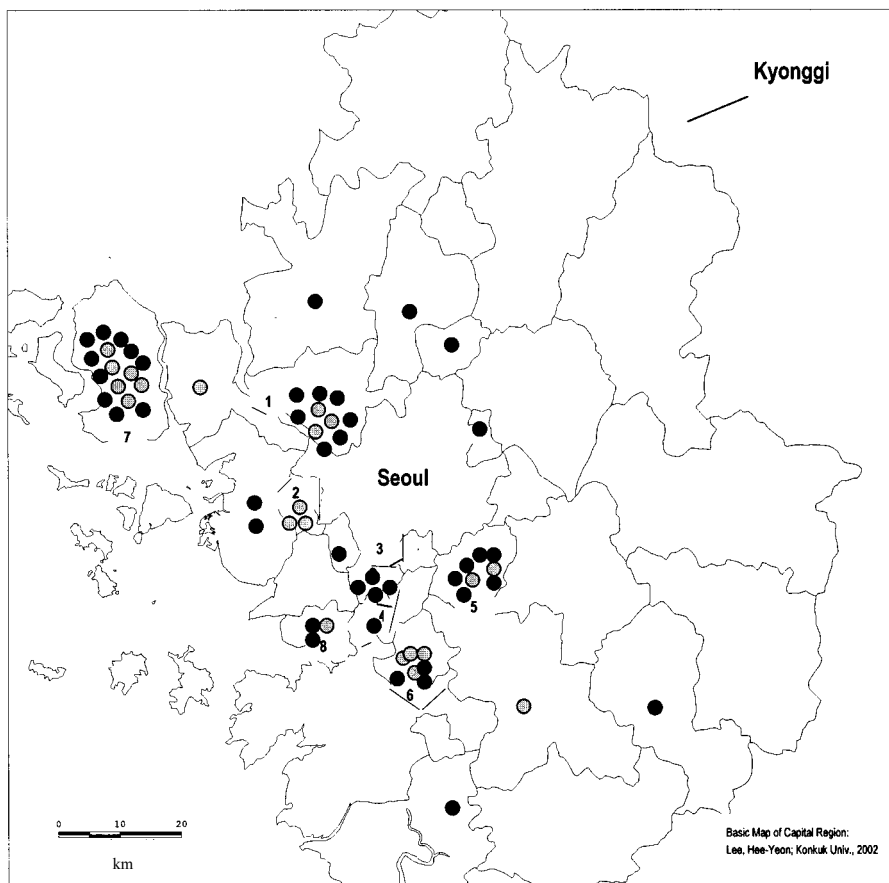 Kyonggi
1
7
Seoul
2
3
5
4
8
6
0 10 20
km
Basic Map of Capital Region:
Lee, Hee-Yeon; Konkuk Univ., 2002